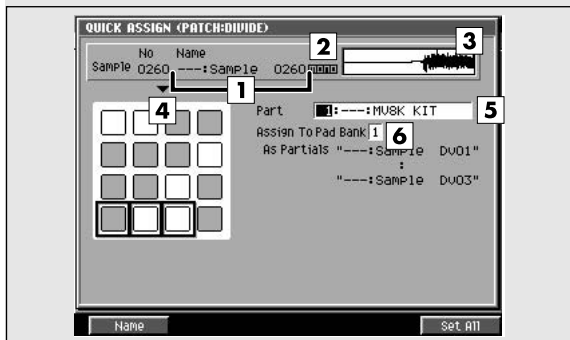 QUICK ASSIGN (PATCH:DIVIDE)
2
3
No Name
Sample 0260 ---:Sample 0260 mono
1
4
Part 1:---:MV8K KIT
5
Assign To Pad Bank 1
6
As Partials "---:Sample Dv01"
:
"---:Sample Dv03"
Name
Set All